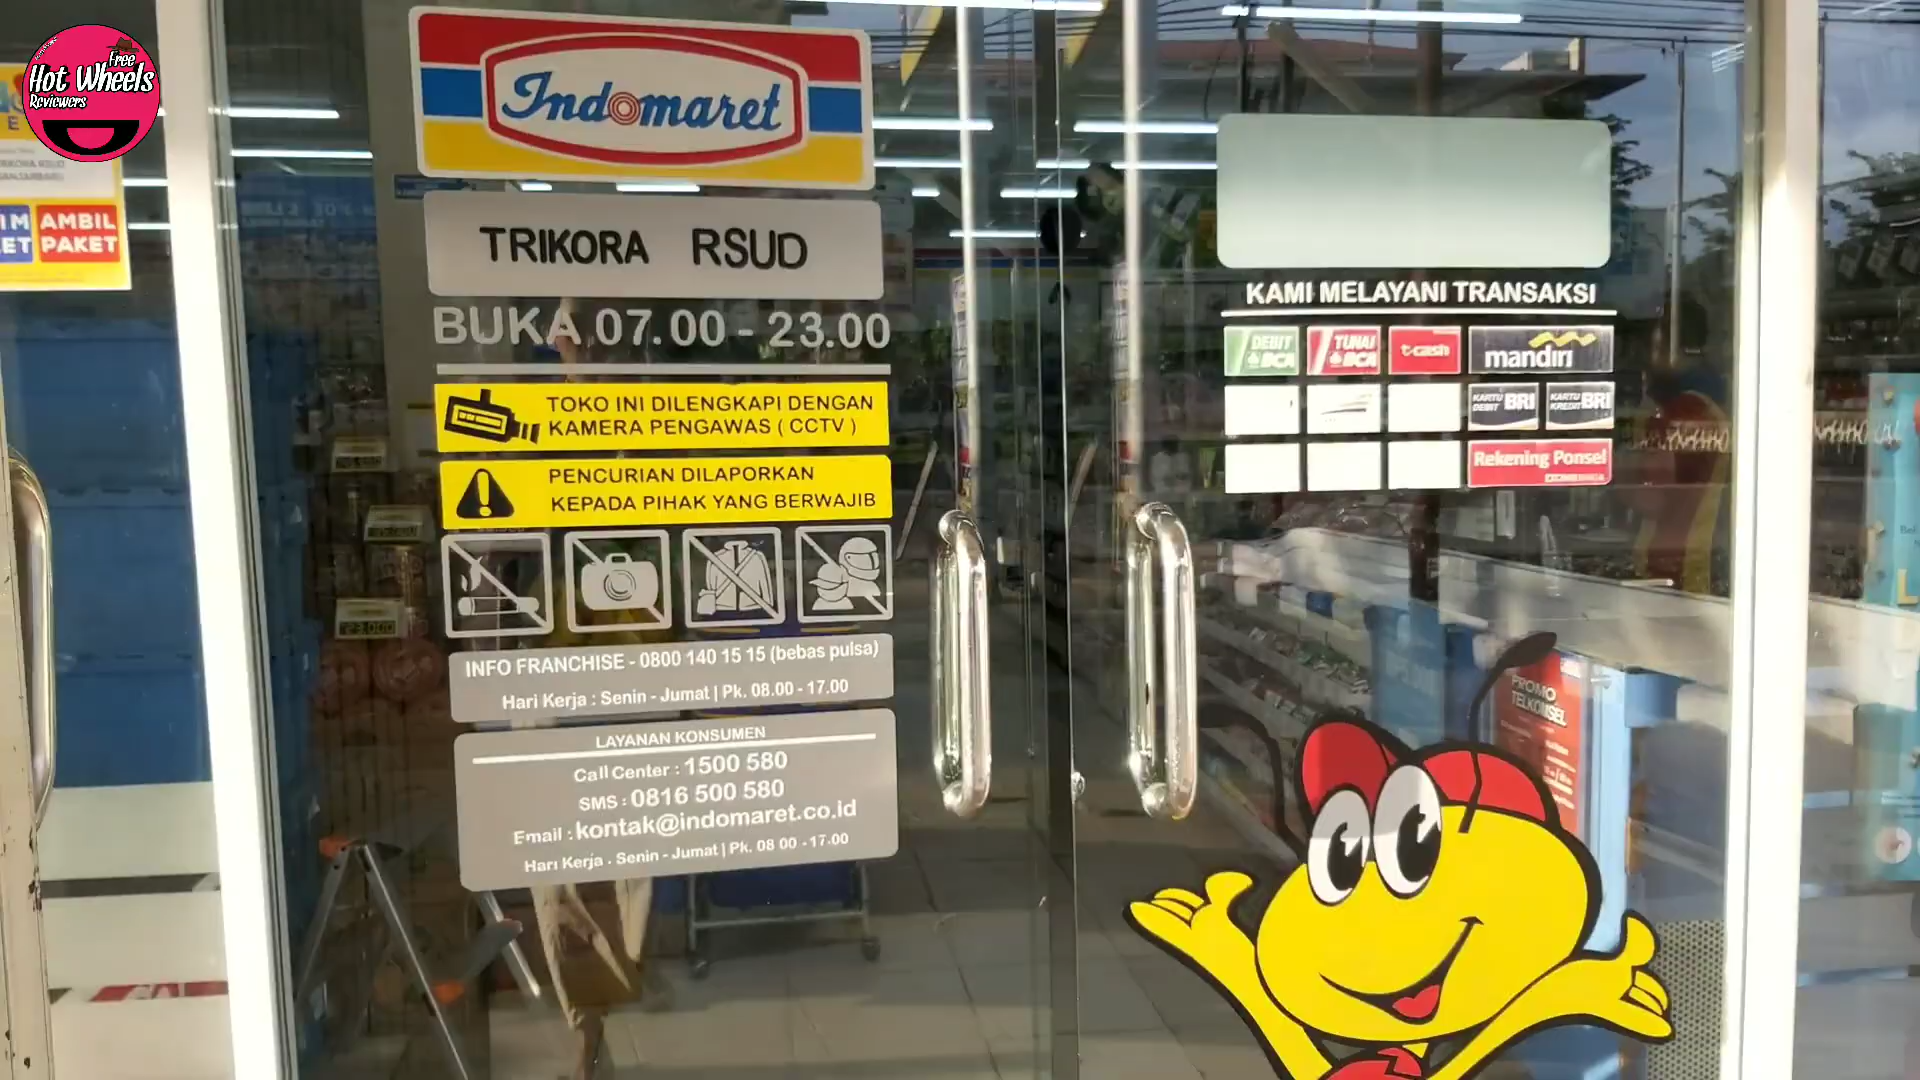 Free
Hot Wheels
Reviewers
AMBIL
PAKET
Indomaret
TRIKORA RSUD
BUKA 07.00 - 23.00
TOKO INI DILENGKAPI DENGAN
KAMERA PENGAWAS ( CCTV )
PENCURIAN DILAPORKAN
KEPADA PIHAK YANG BERWAJIB
INFO FRANCHISE - 0800 140 15 15 (bebas pulsa)
Hari Kerja : Senin - Jumat | Pk. 08.00 - 17.00
LAYANAN KONSUMEN
Call Center : 1500 580
SMS : 0816 500 580
Email : kontak@indomaret.co.id
Hari Kerja : Senin - Jumat | Pk. 08 00 - 17.00
KAMI MELAYANI TRANSAKSI
DEBIT BCA
TUNAI BCA
t-cash
mandiri
KARTU DEBIT BRI
KARTU KREDIT BRI
Rekening Ponsel
PROMO
TELKOMSEL